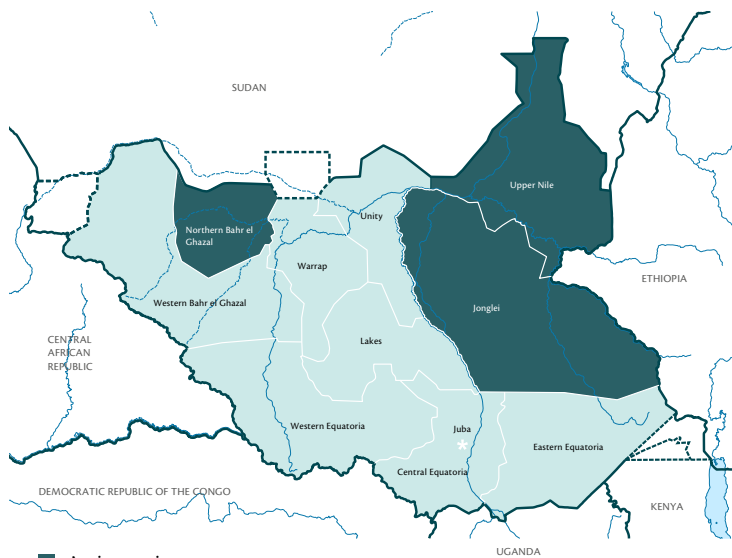 SUDAN
Upper Nile
Unity
Northern Bahr el
Ghazal
Warrap
ETHIOPIA
Western Bahr el Ghazal
Jonglei
CENTRAL
AFRICAN
REPUBLIC
Lakes
Western Equatoria
Juba
Eastern Equatoria
Central Equatoria
DEMOCRATIC REPUBLIC OF THE CONGO
KENYA
UGANDA